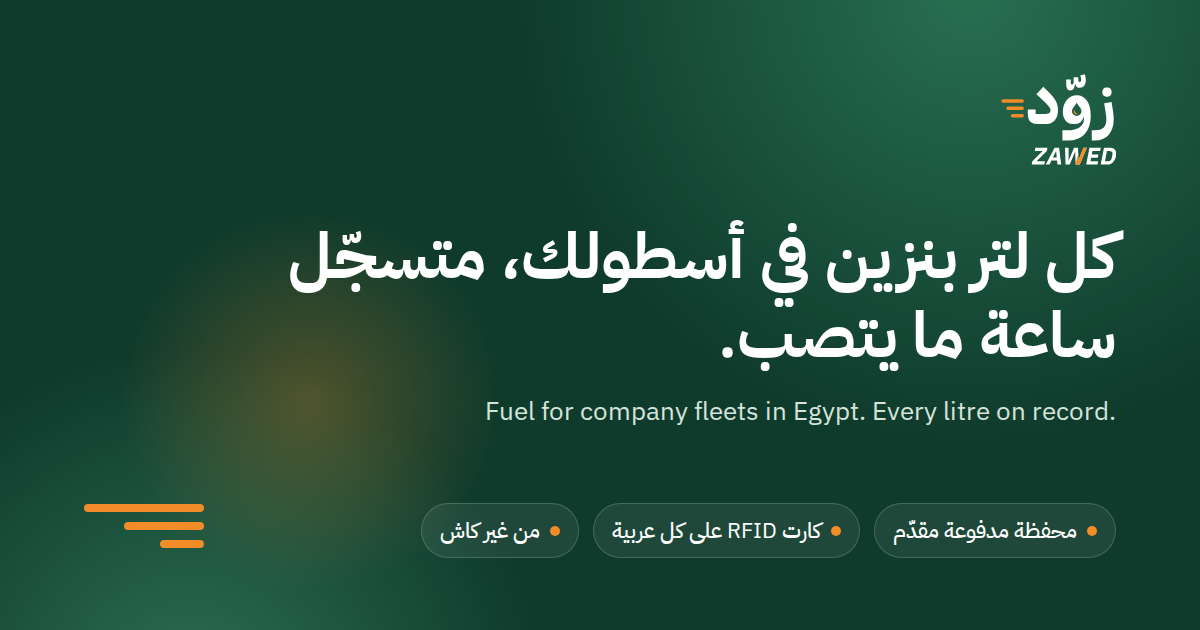 زوّد
ZAWED
كل لتر بنزين في أسطولك، متسجّل
ساعة ما يتصب.
Fuel for company fleets in Egypt. Every litre on record.
محفظة مدفوعة مقدّم
كارت RFID على كل عربية
من غير كاش